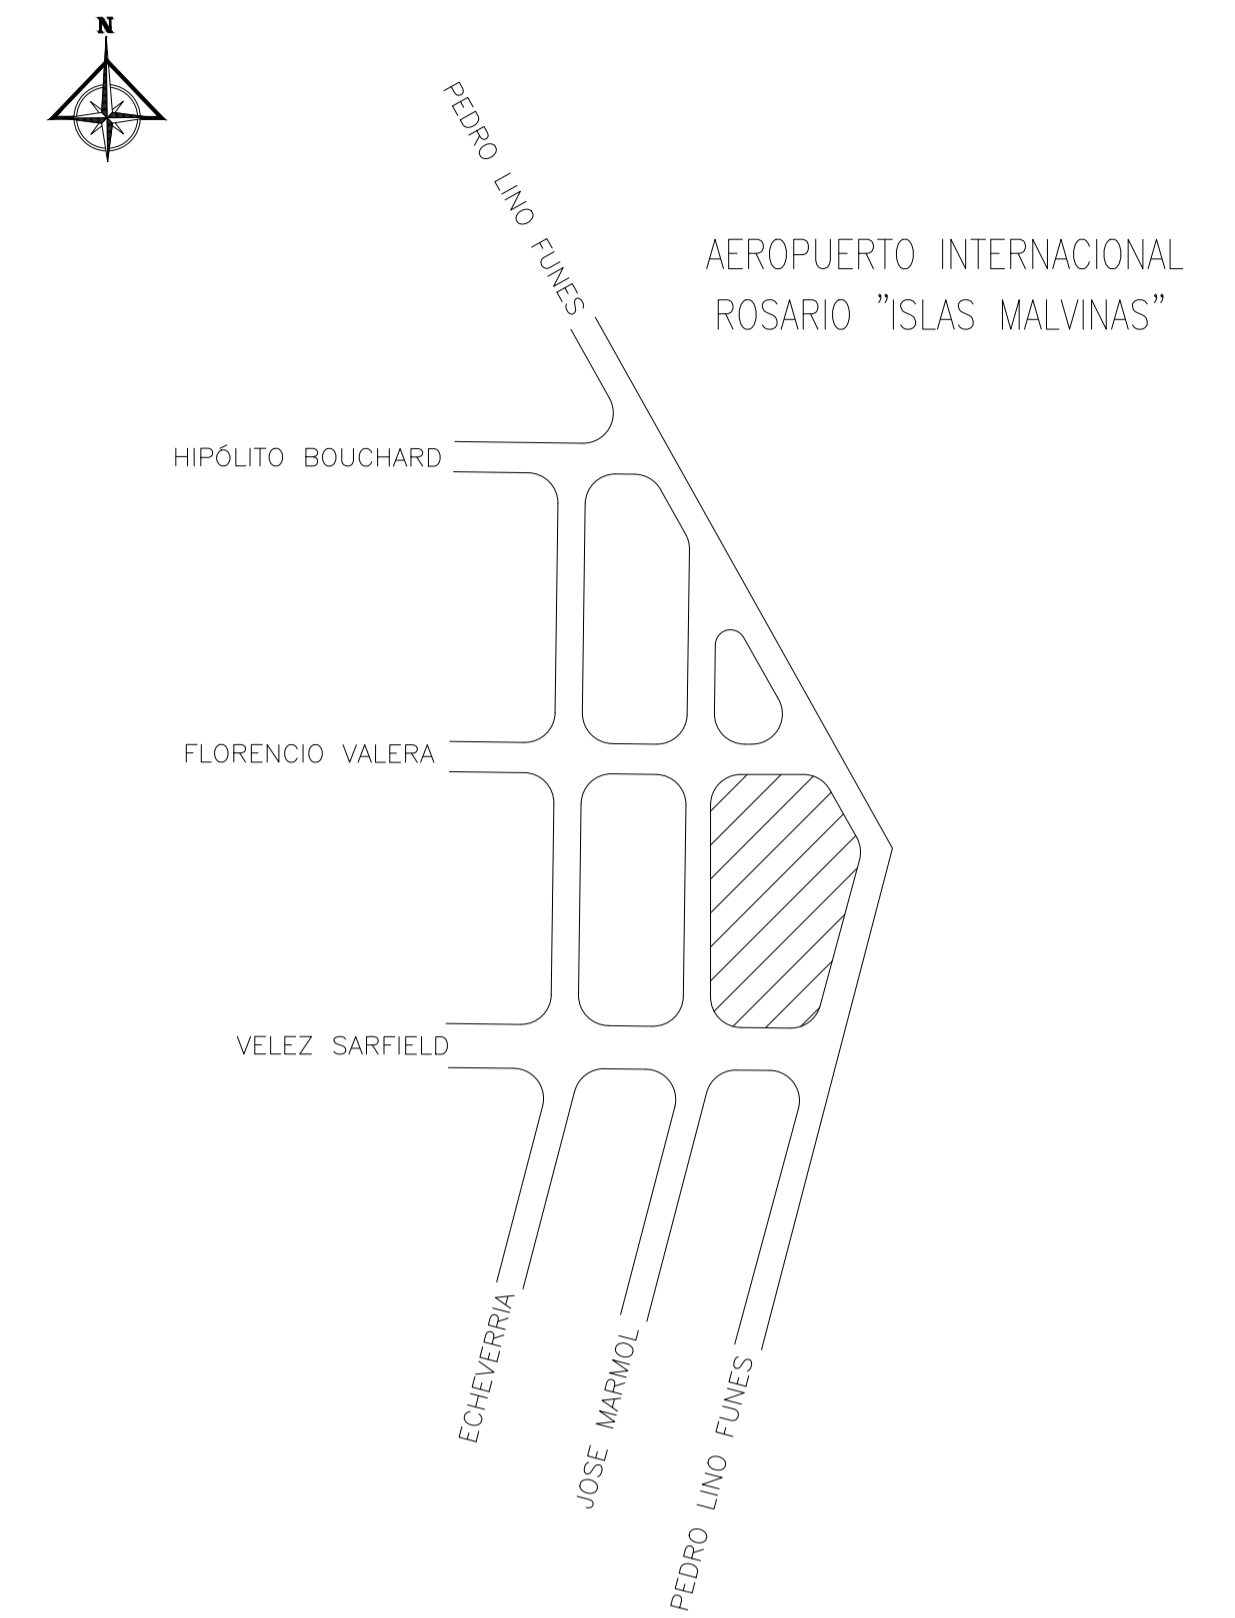 N
PEDRO LINO FUNES
AEROPUERTO INTERNACIONAL
ROSARIO "ISLAS MALVINAS"
HIPóLITO BOUCHARD
FLORENCIO VALERA
VELEZ SARFIELD
ECHEVERRIA
JOSE MARMOL
PEDRO LINO FUNES